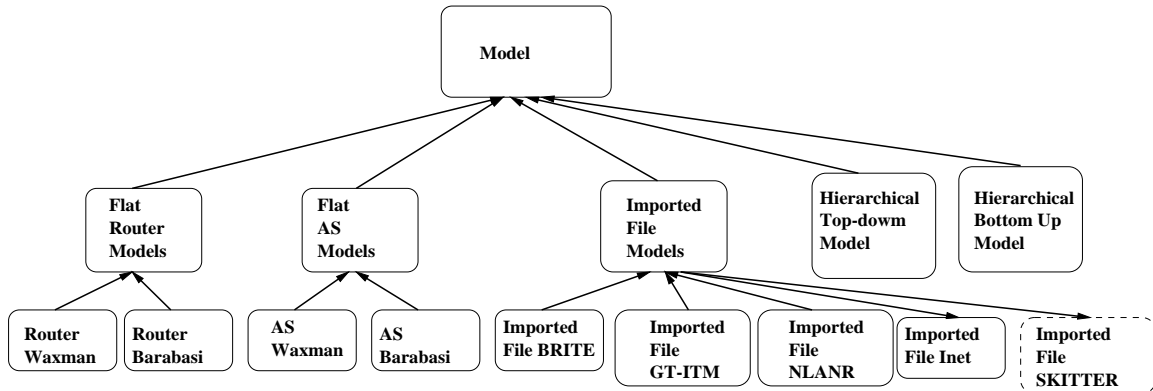 Model
Flat
Router
Models
Flat
AS
Models
Imported
File
Models
Hierarchical
Top-dowm
Model
Hierarchical
Bottom Up
Model
Router
Waxman
Router
Barabasi
AS
Waxman
AS
Barabasi
Imported
File BRITE
Imported
File
GT-ITM
Imported
File
NLANR
Imported
File Inet
Imported
File
SKITTER